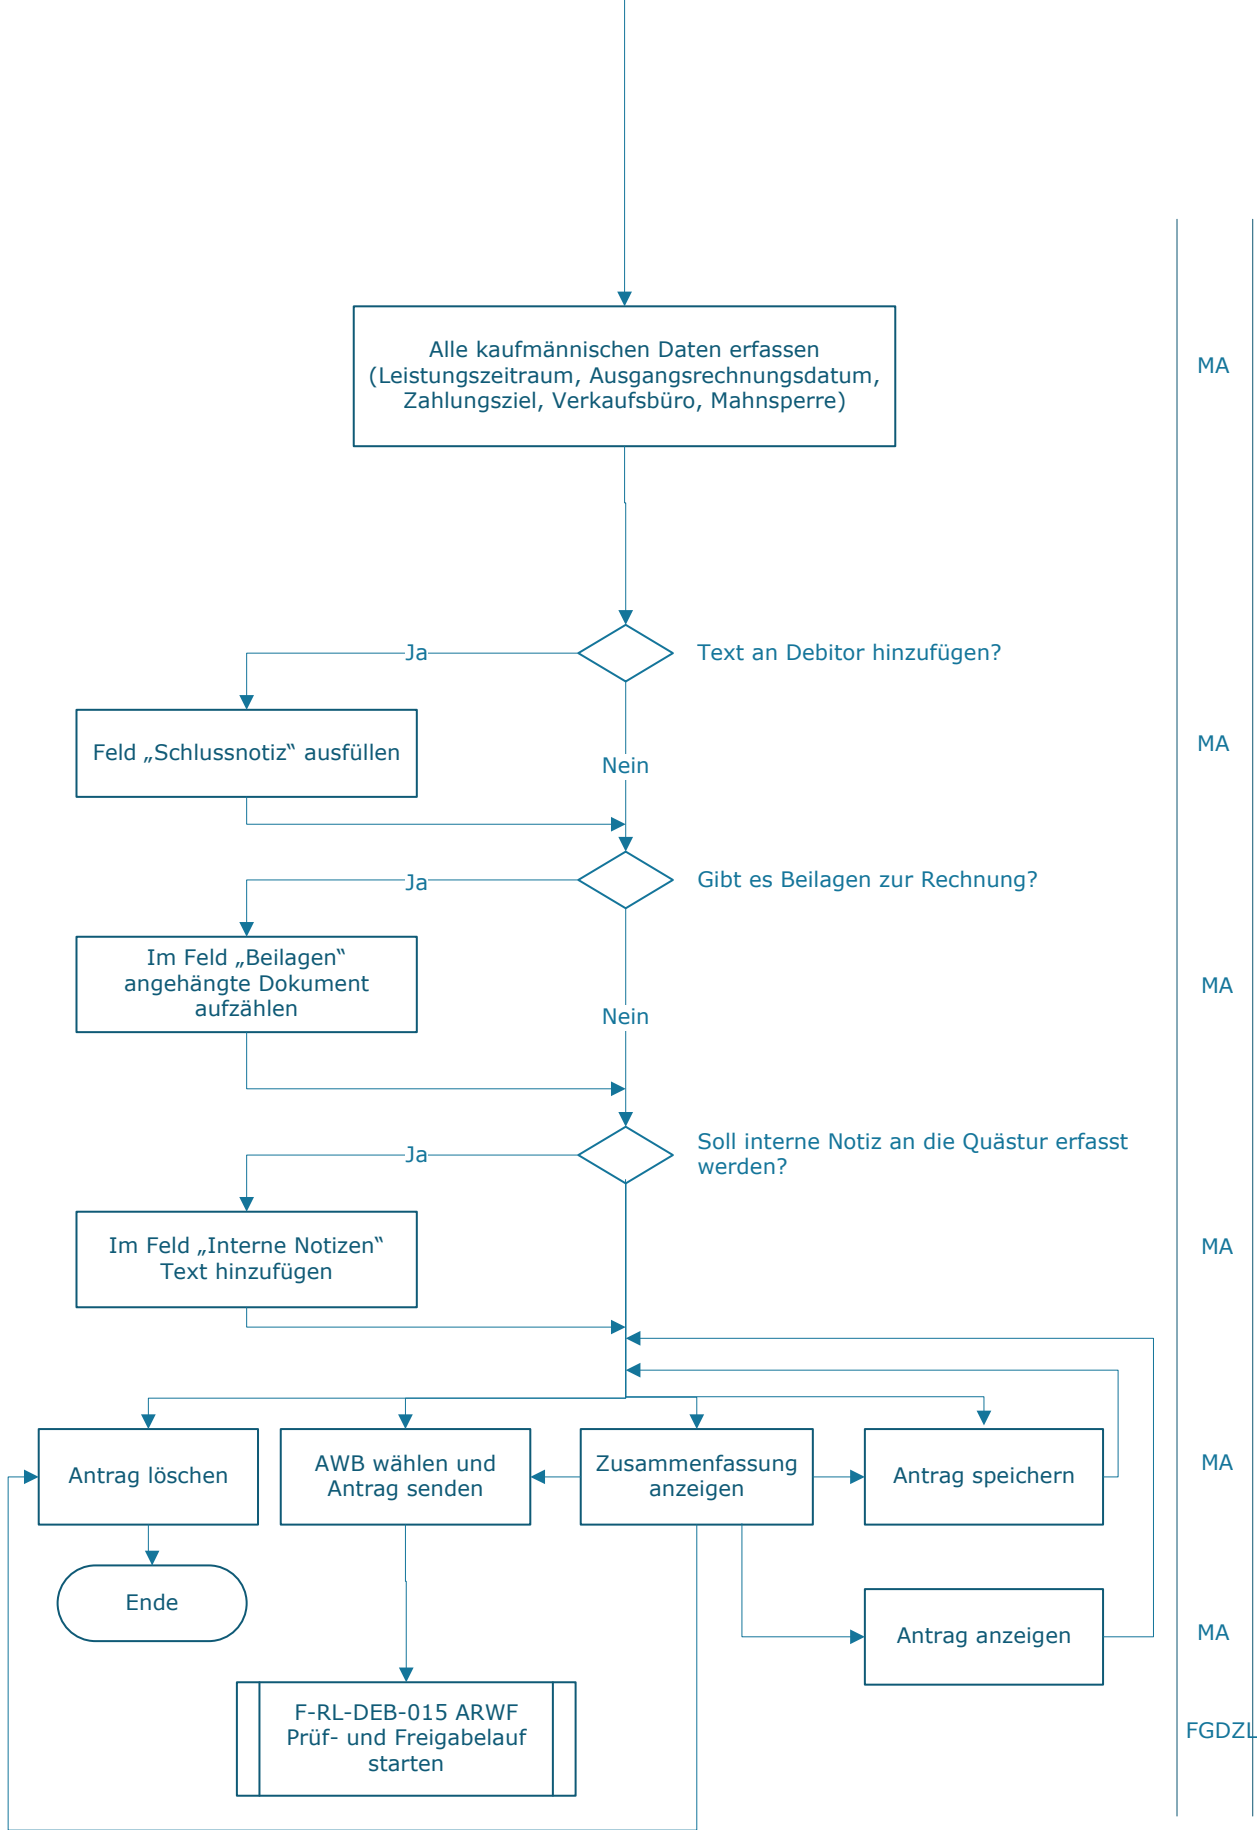 Alle kaufmännischen Daten erfassen
(Leistungszeitraum, Ausgangsrechnungsdatum,
Zahlungsziel, Verkaufsbüro, Mahnsperre)
MA
Ja
Text an Debitor hinzufügen?
Feld „Schlussnotiz“ ausfüllen
MA
Nein
Ja
Gibt es Beilagen zur Rechnung?
Im Feld „Beilagen“
angehängte Dokument
aufzählen
MA
Nein
Ja
Soll interne Notiz an die Quästur erfasst
werden?
Im Feld „Interne Notizen“
Text hinzufügen
MA
Antrag löschen
AWB wählen und
Antrag senden
Zusammenfassung
anzeigen
Antrag speichern
MA
Ende
Antrag anzeigen
MA
F-RL-DEB-015 ARWF
Prüf- und Freigabelauf
starten
FGDZL